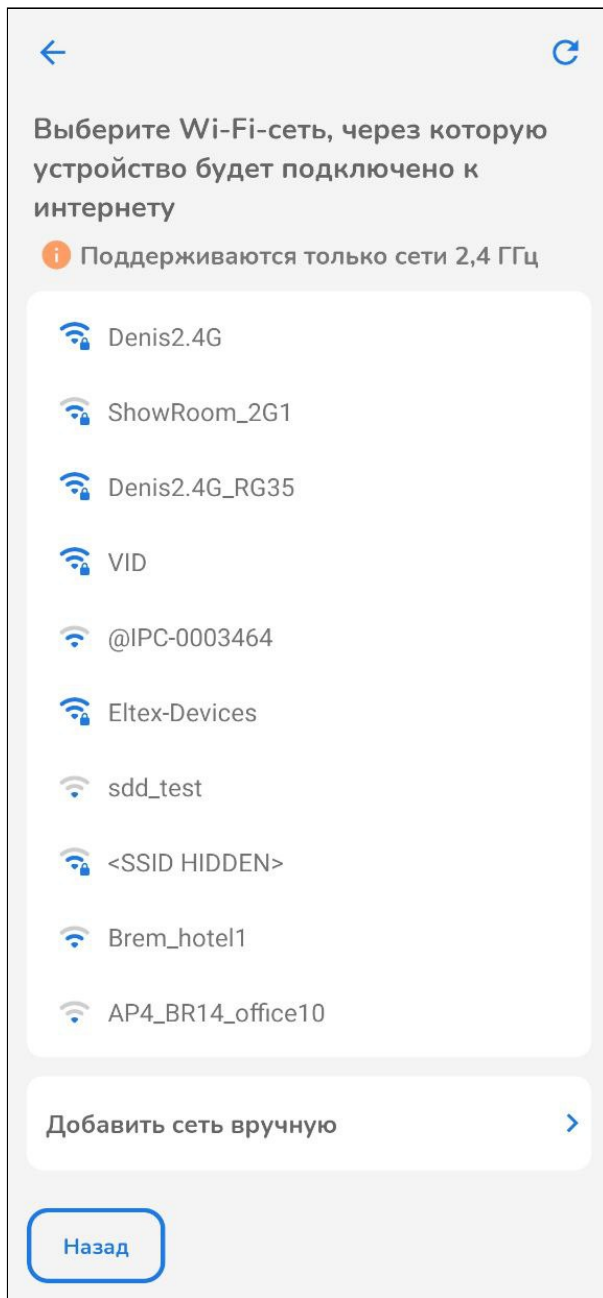 Выберите Wi-Fi-сеть, через которую
устройство будет подключено к
интернету
Поддерживаются только сети 2,4 ГГц
Denis2.4G
ShowRoom_2G1
Denis2.4G_RG35
VID
@IPC-0003464
Eltex-Devices
sdd_test
<SSID HIDDEN>
Brem_hotel1
AP4_BR14_office10
Добавить сеть вручную
Назад